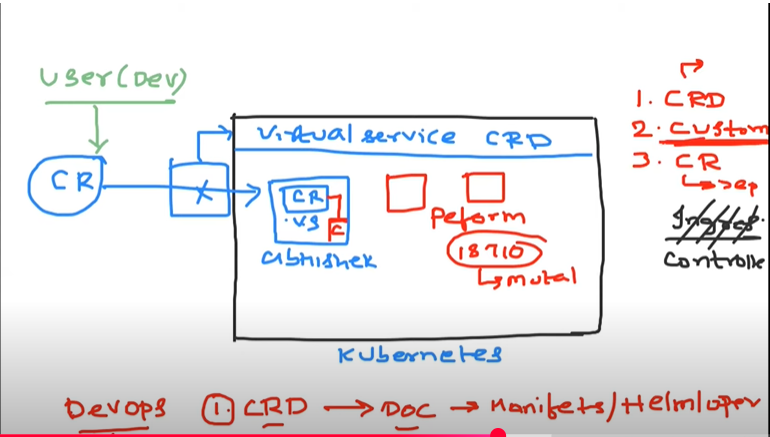 User(Dev)
CR
Virtual service CRD
CR
.VS
C
abhishek
Peform
18710
mutal
Kubernetes
1. CRD
2. Custom
3. CR
Controlle
Devops 1. CRD → DOC → Manifets/Helm/oper